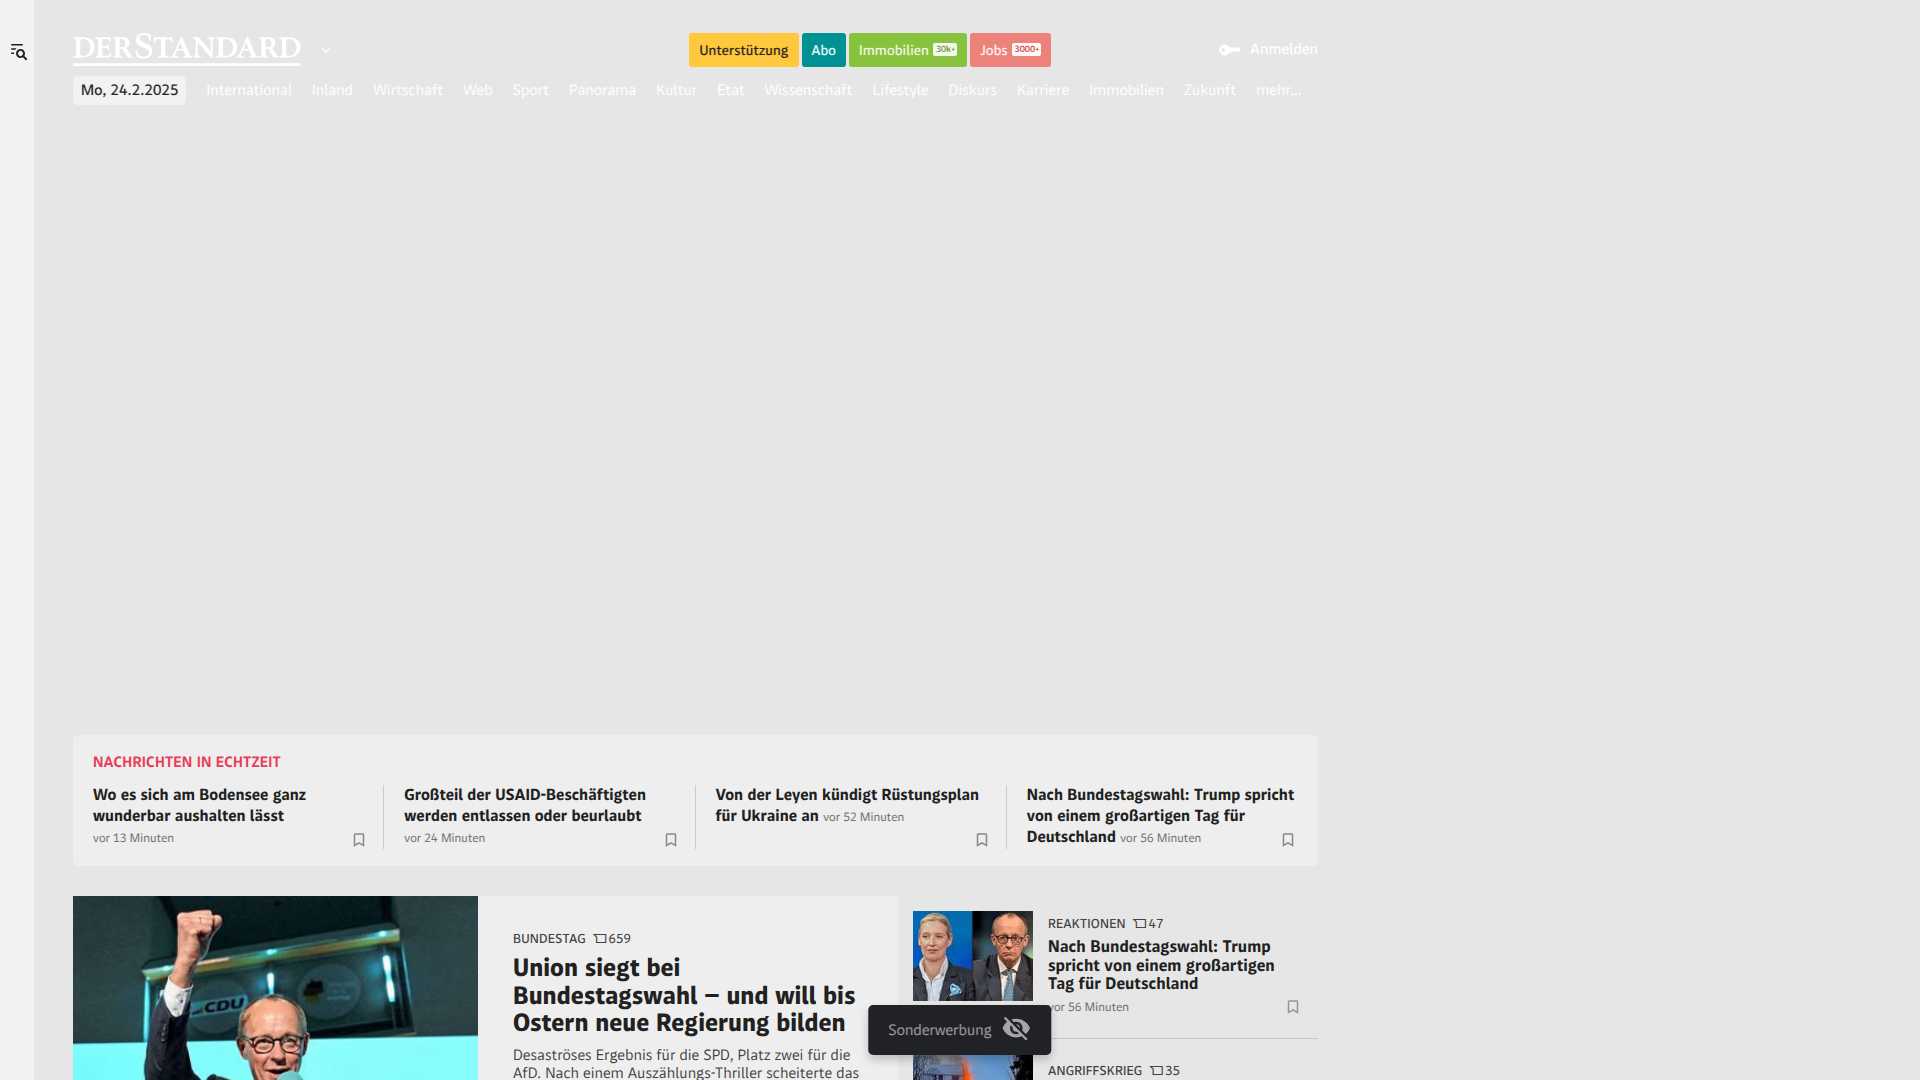 DERSTANDARD
Unterstützung
Abo
Immobilien 30k+
Jobs 3000+
Anmelden
Mo, 24.2.2025
International
Inland
Wirtschaft
Web
Sport
Panorama
Kultur
Etat
Wissenschaft
Lifestyle
Diskurs
Karriere
Immobilien
Zukunft
mehr...
NACHRICHTEN IN ECHTZEIT
Wo es sich am Bodensee ganz
wunderbar aushalten lässt
vor 13 Minuten
Großteil der USAID-Beschäftigten
werden entlassen oder beurlaubt
vor 24 Minuten
Von der Leyen kündigt Rüstungsplan
für Ukraine an vor 52 Minuten
Nach Bundestagswahl: Trump spricht
von einem großartigen Tag für
Deutschland vor 56 Minuten
CDU
BUNDESTAG 659
Union siegt bei
Bundestagswahl – und will bis
Ostern neue Regierung bilden
Desaströses Ergebnis für die SPD, Platz zwei für die
AfD. Nach einem Auszählungs-Thriller scheiterte das
REAKTIONEN 47
Nach Bundestagswahl: Trump
spricht von einem großartigen
Tag für Deutschland
vor 56 Minuten
Sonderwerbung
ANGRIFFSKRIEG 35